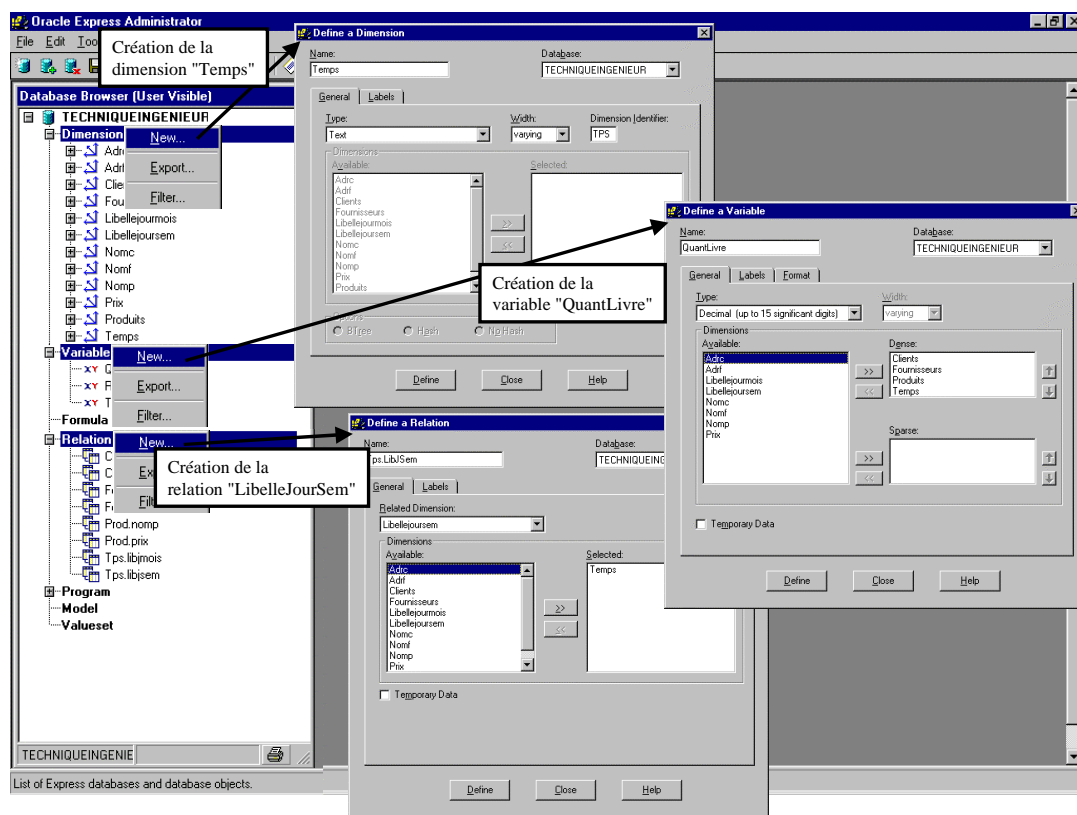 Oracle Express Administrator
File Edit Too
Création de la
dimension "Temps"
Database Browser (User Visible)
TECHNIQUEINGENIEUR
Dimension
New...
Export...
Filter...
Adr
Adrf
Clie
Fou
Libellejourmois
Libellejoursem
Nomc
Nomf
Nomp
Prix
Produits
Temps
Variable
New...
Export...
Filter...
Formula
Relation
New...
Ex
Filt
Création de la
relation "LibelleJourSem"
Prod.nomp
Prod.prix
Tps.libjmois
Tps.libjsem
Program
Model
Valueset
TECHNIQUEINGENIE
List of Express databases and database objects.
Define a Dimension
Name: Database:
Temps TECHNIQUEINGENIEUR
General Labels
Type: Width: Dimension Identifier:
Text varying TPS
Dimensions
Available: Selected:
Adrc
Adrf
Clients
Fournisseurs
Libellejourmois
Libellejoursem
Nomc
Nomf
Nomp
Prix
Produits
>>
<<
Options
BTree Hash No Hash
Define Close Help
Création de la
variable "QuantLivre"
Define a Variable
Name: Database:
QuantLivre TECHNIQUEINGENIEUR
General Labels Format
Type: Width:
Decimal (up to 15 significant digits) varying
Dimensions
Available: Dense:
Adrc
Adrf
Libellejourmois
Libellejoursem
Nomc
Nomf
Nomp
Prix
>>
<<
Clients
Fournisseurs
Produits
Temps
Sparse:
>>
<<
Temporary Data
Define Close Help
Define a Relation
Name: Database:
Tps.LibJSem TECHNIQUEING
General Labels
Related Dimension:
Libellejoursem
Dimensions
Available: Selected:
Adrc
Adrf
Clients
Fournisseurs
Libellejourmois
Libellejoursem
Nomc
Nomf
Nomp
Prix
>>
<<
Temps
Temporary Data
Define Close Help